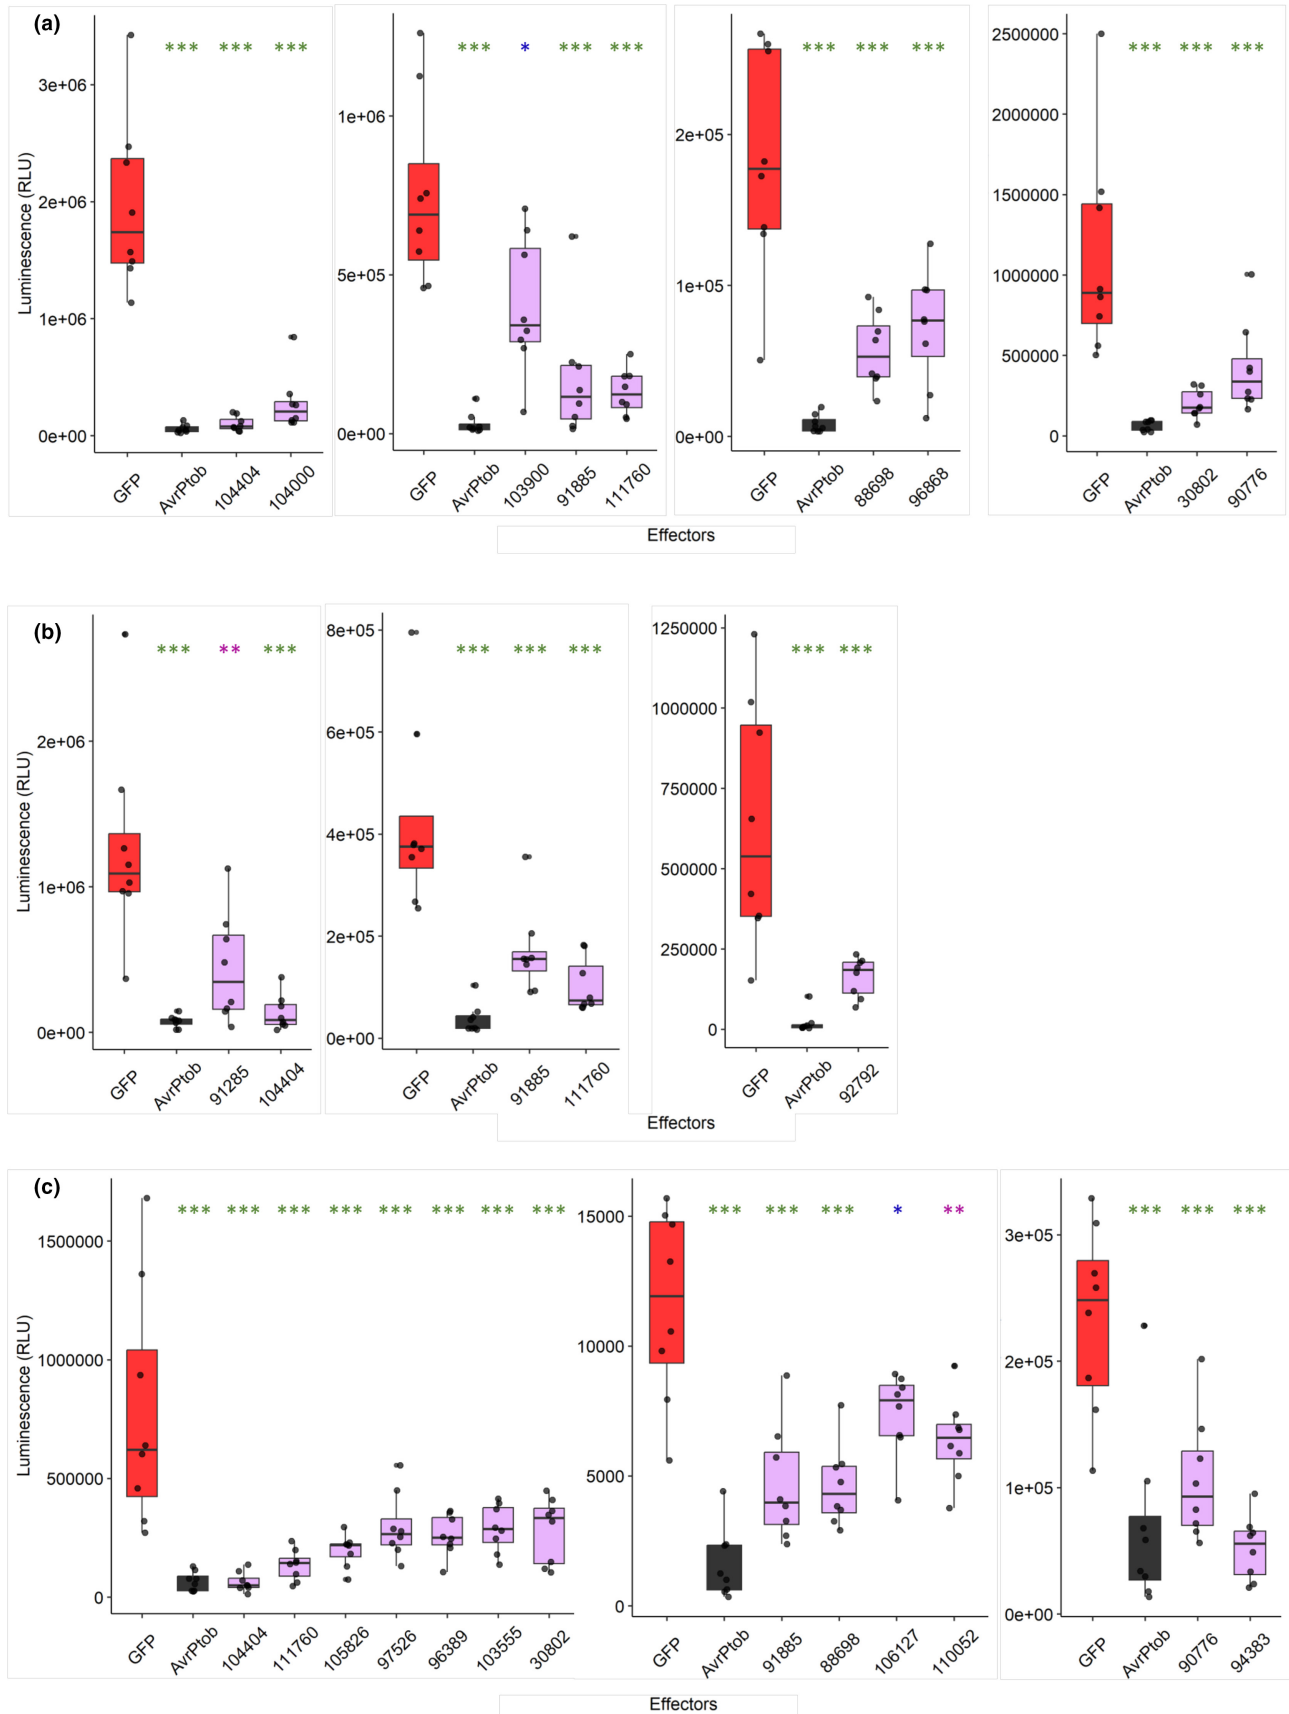 (a)
*** *** ***
*** * *** ***
*** *** ***
*** *** ***
Luminescence (RLU)
3e+06
2e+06
1e+06
0e+00
GFP AvrPtob 104404 104000
1e+06
5e+05
0e+00
GFP AvrPtob 103900 91885 111760
2e+05
1e+05
0e+00
GFP AvrPtob 88698 96868
2500000
2000000
1500000
1000000
500000
0
GFP AvrPtob 30802 90776
Effectors
(b)
*** ** ***
*** *** ***
*** ***
Luminescence (RLU)
2e+06
1e+06
0e+00
GFP AvrPtob 91285 104404
8e+05
6e+05
4e+05
2e+05
0e+00
GFP AvrPtob 91885 111760
1250000
1000000
750000
500000
250000
0
GFP AvrPtob 92792
Effectors
(c)
*** *** *** *** *** *** *** ***
*** *** *** * **
*** *** ***
Luminescence (RLU)
1500000
1000000
500000
0
GFP AvrPtob 104404 111760 105826 97526 96389 103555 30802
15000
10000
5000
0
GFP AvrPtob 91885 88698 106127 110052
3e+05
2e+05
1e+05
0e+00
GFP AvrPtob 90776 94383
Effectors